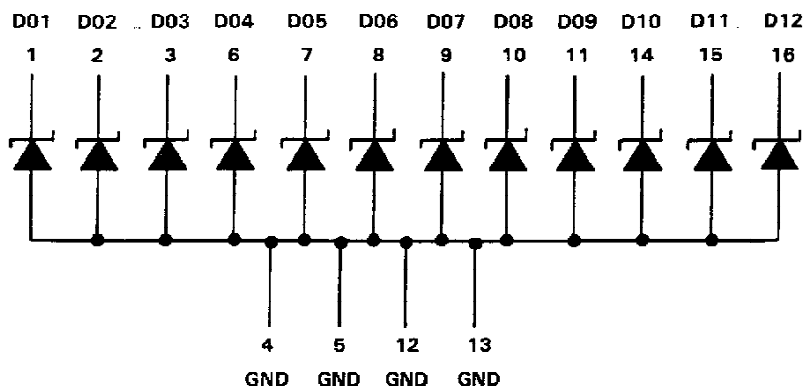 D01 D02 D03 D04 D05 D06 D07 D08 D09 D10 D11 D12
1 2 3 6 7 8 9 10 11 14 15 16
4 5 12 13
GND GND GND GND